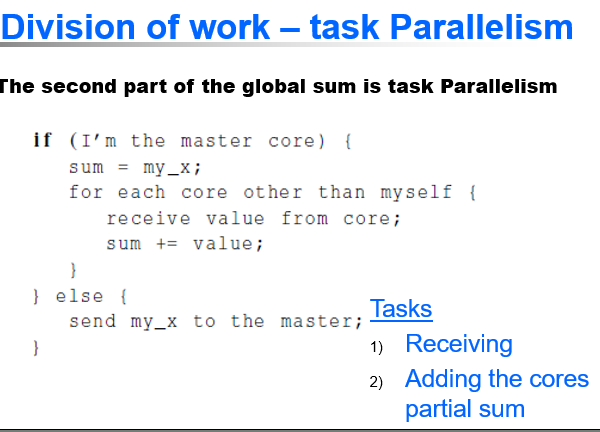 Division of work – task Parallelism
The second part of the global sum is task Parallelism
if (I'm the master core) {
sum = my_x;
for each core other than myself {
receive value from core;
sum += value;
}
} else {
send my_x to the master;
}
Tasks
1) Receiving
2) Adding the cores
partial sum